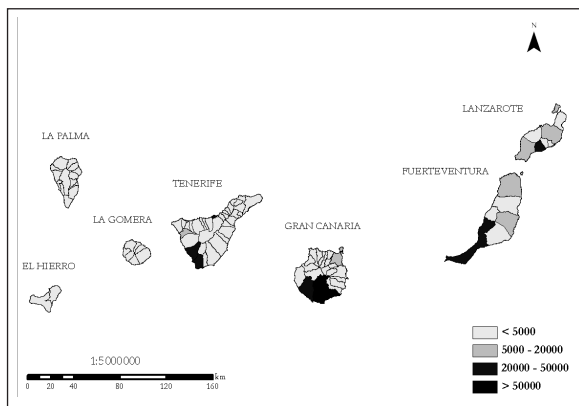 N
LANZAROTE
LA PALMA
FUERTEVENTURA
TENERIFE
LA GOMERA
GRAN CANARIA
EL HIERRO
< 5000
5000 - 20000
20000 - 50000
> 50000
1:5000000
0 20 40 80 120 160 km